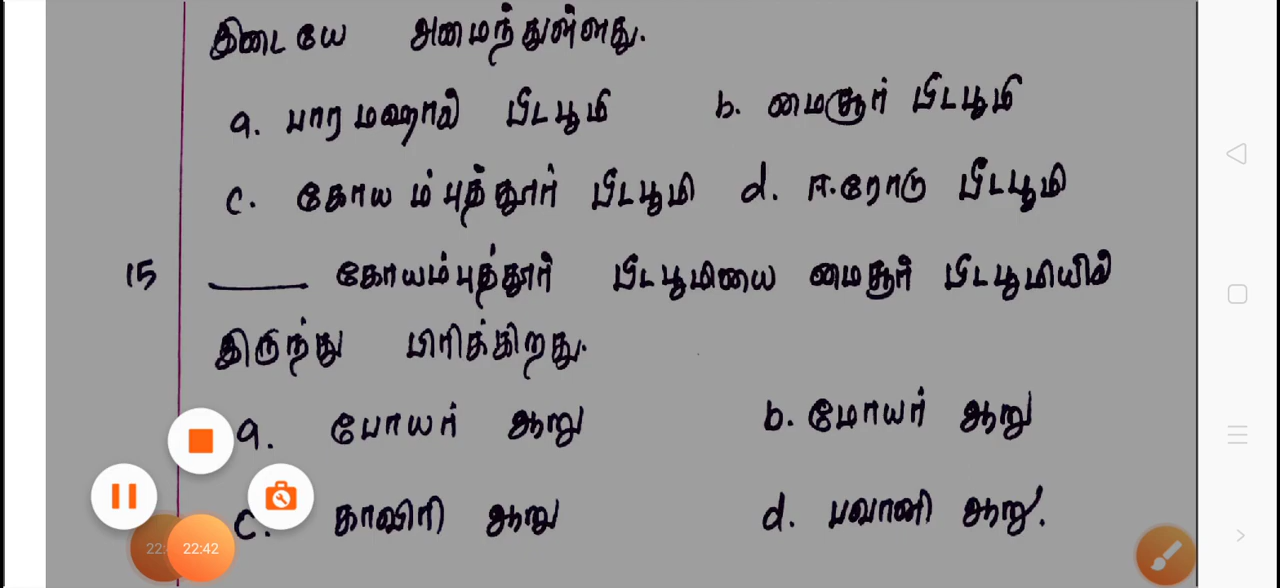 இடையே அமைந்துள்ளது.
a. பாரமஹால் பீடபூமி b. மைசூர் பீடபூமி
c. கோயம்புத்தூர் பீடபூமி d. ஈரோடு பீடபூமி
15 ______ கோயம்புத்தூர் பீடபூமியை மைசூர் பீடபூமியில்
இருந்து பிரிக்கிறது.
a. போயர் ஆறு b. மோயர் ஆறு
c. காவிரி ஆறு d. பவானி ஆறு.
22:42